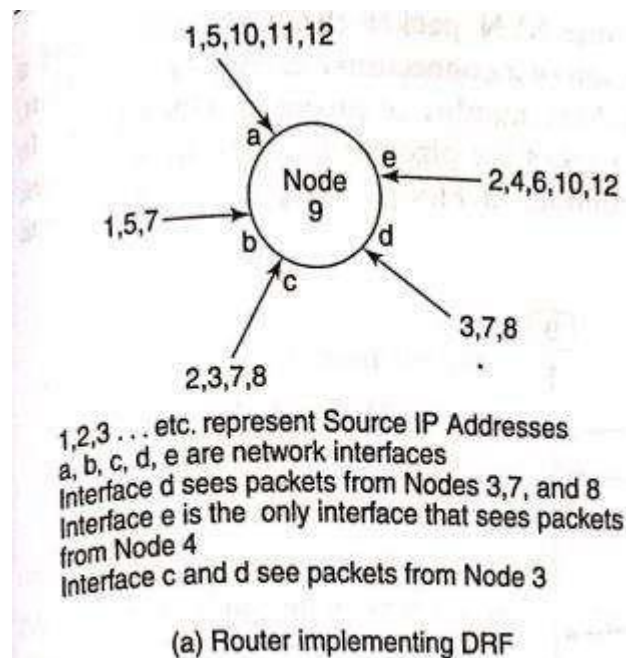 1,5,10,11,12
a
e
Node
9
2,4,6,10,12
1,5,7
b
d
c
3,7,8
2,3,7,8
1,2,3 . . . etc. represent Source IP Addresses
a, b, c, d, e are network interfaces
Interface d sees packets from Nodes 3,7, and 8
Interface e is the only interface that sees packets
from Node 4
Interface c and d see packets from Node 3
(a) Router implementing DRF